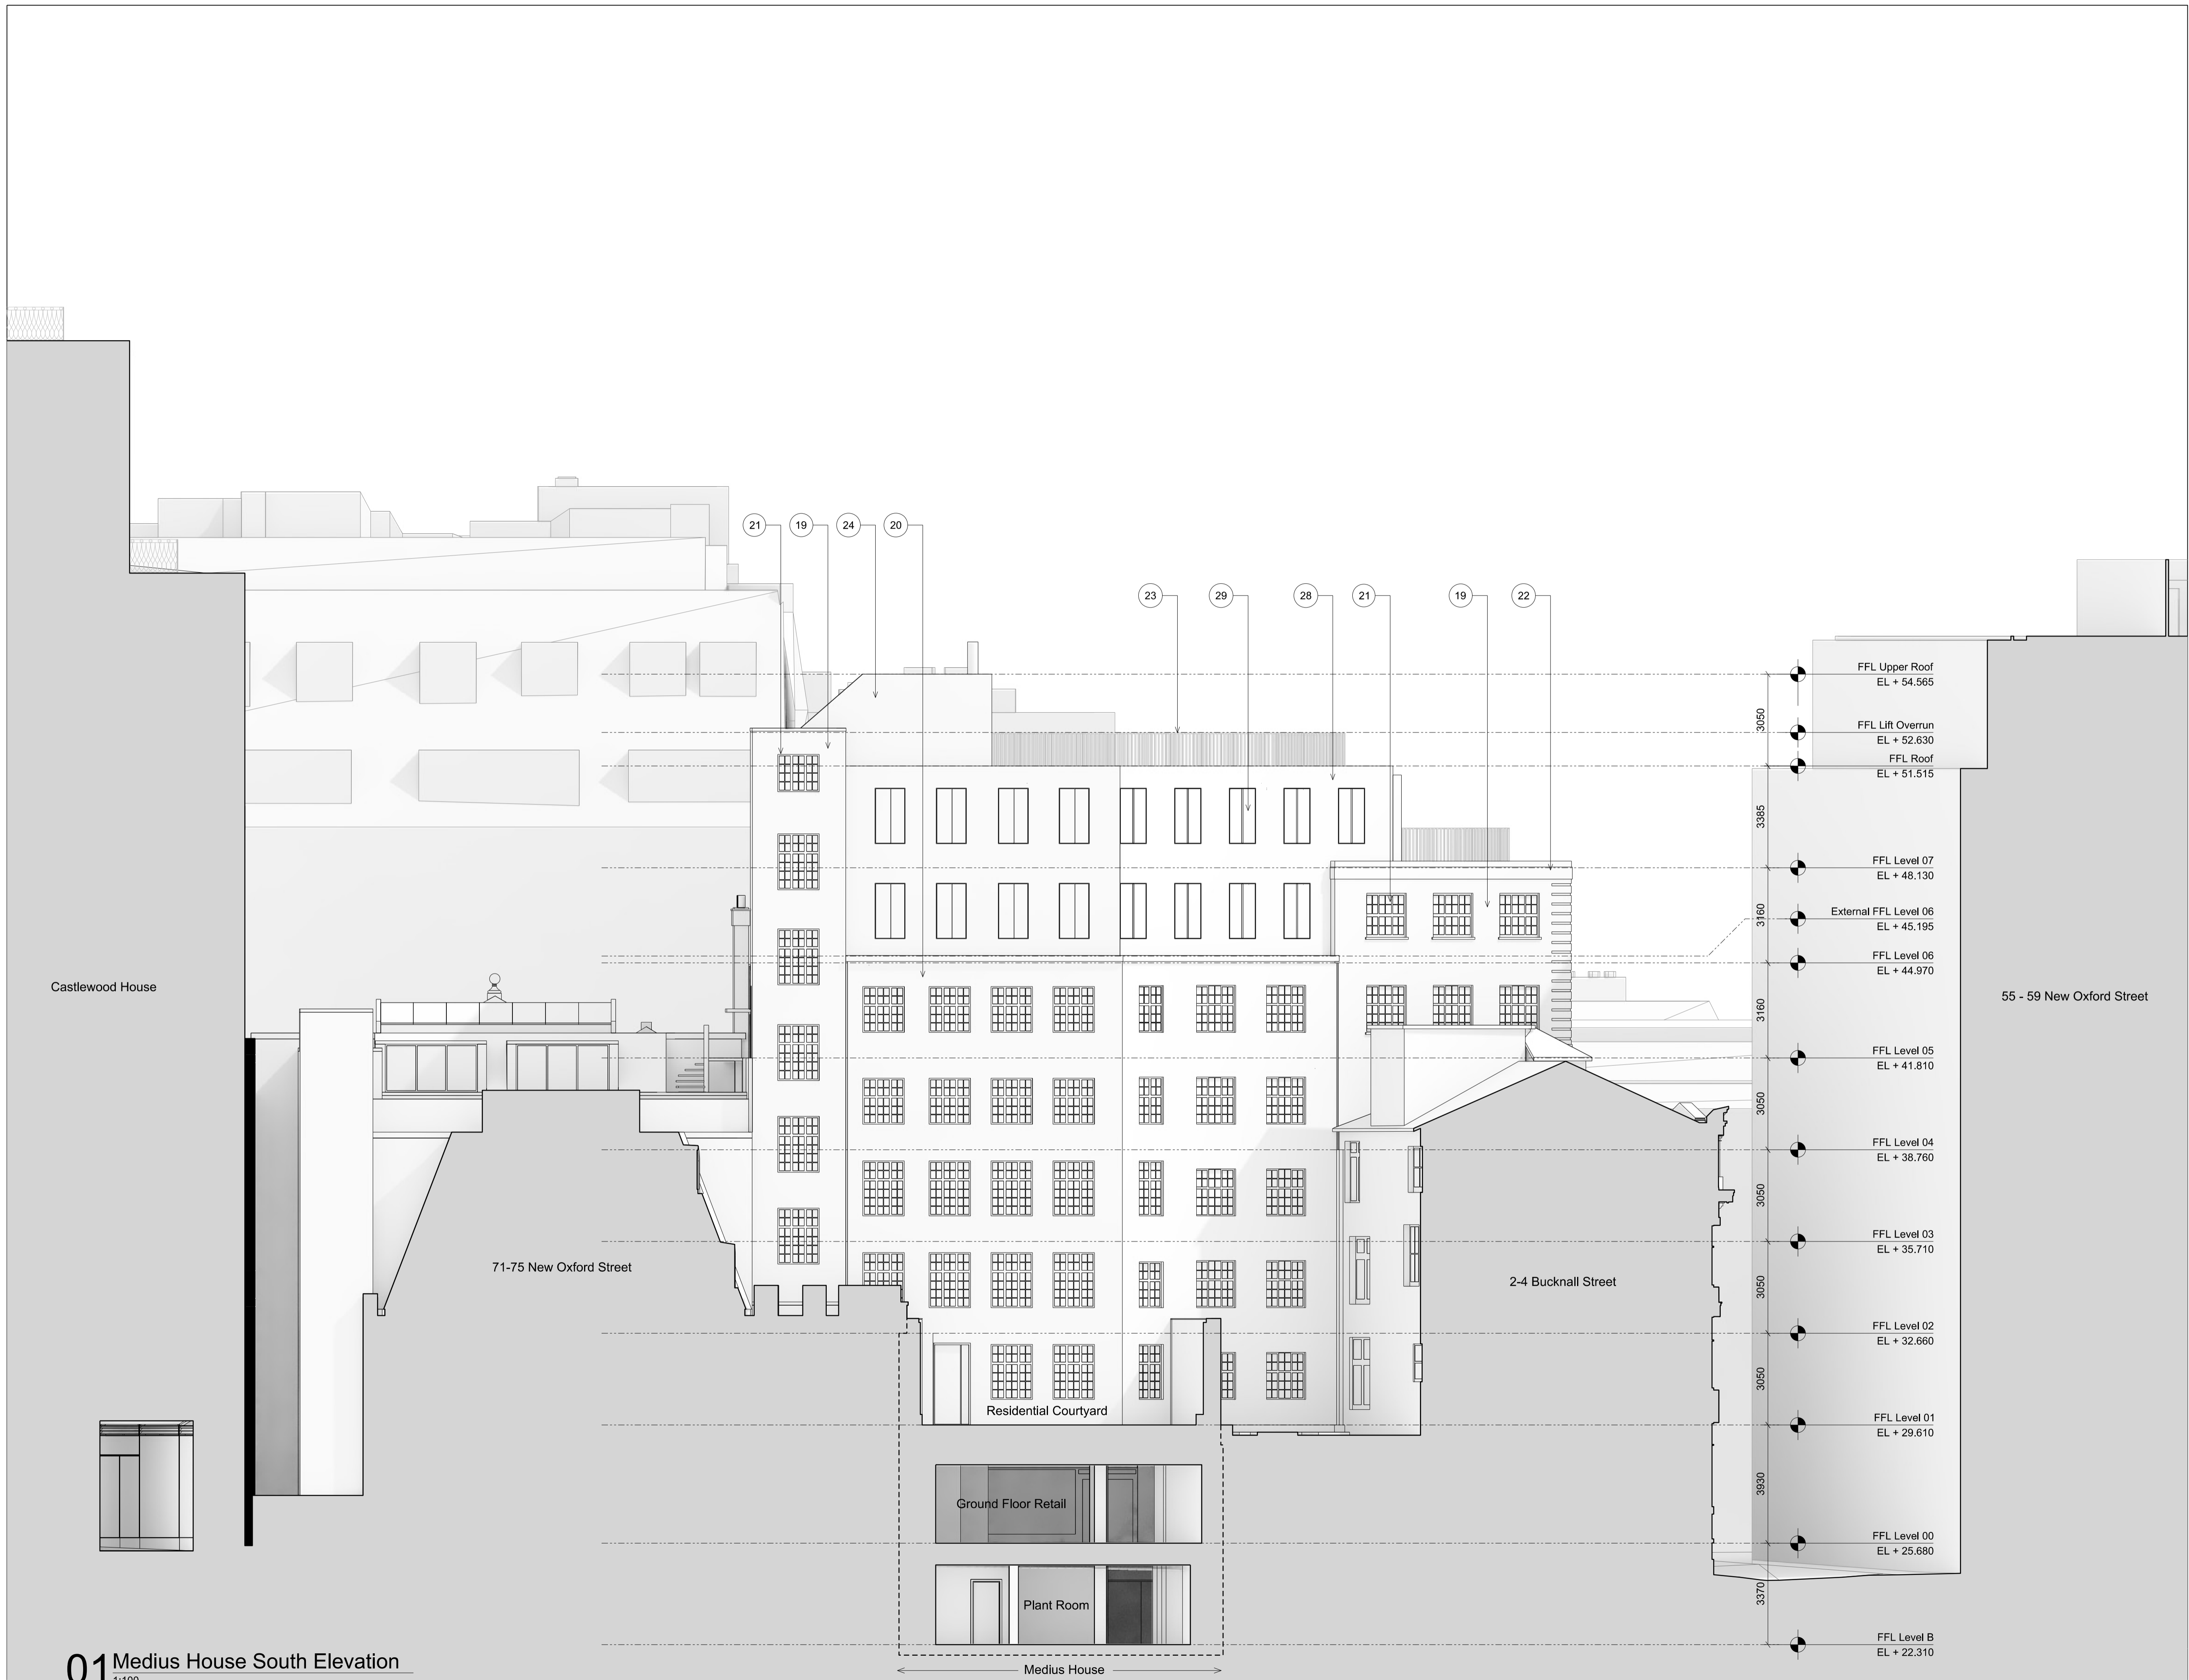 21 19 24 20
23 29 28 21 19 22
FFL Upper Roof
EL + 54.565
3050
FFL Lift Overrun
EL + 52.630
FFL Roof
EL + 51.515
3385
FFL Level 07
EL + 48.130
3160
External FFL Level 06
EL + 45.195
FFL Level 06
EL + 44.970
Castlewood House
55 - 59 New Oxford Street
3160
FFL Level 05
EL + 41.810
3050
FFL Level 04
EL + 38.760
3050
FFL Level 03
EL + 35.710
71-75 New Oxford Street
2-4 Bucknall Street
3050
FFL Level 02
EL + 32.660
3050
Residential Courtyard
FFL Level 01
EL + 29.610
3930
Ground Floor Retail
FFL Level 00
EL + 25.680
3370
Plant Room
FFL Level B
EL + 22.310
01 Medius House South Elevation
1:100
Medius House